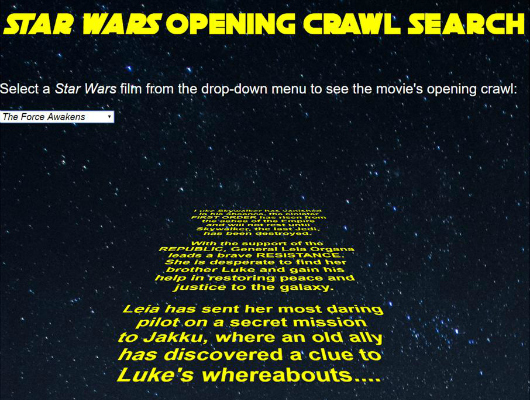 STAR WARS OPENING CRAWL SEARCH
Select a Star Wars film from the drop-down menu to see the movie's opening crawl:
The Force Awakens
Luke Skywalker has vanished.
In his absence, the sinister
FIRST ORDER has risen from
the ashes of the Empire
and will not rest until
Skywalker, the last Jedi,
has been destroyed.
With the support of the
REPUBLIC, General Leia Organa
leads a brave RESISTANCE.
She is desperate to find her
brother Luke and gain his
help in restoring peace and
justice to the galaxy.
Leia has sent her most daring
pilot on a secret mission
to Jakku, where an old ally
has discovered a clue to
Luke's whereabouts....